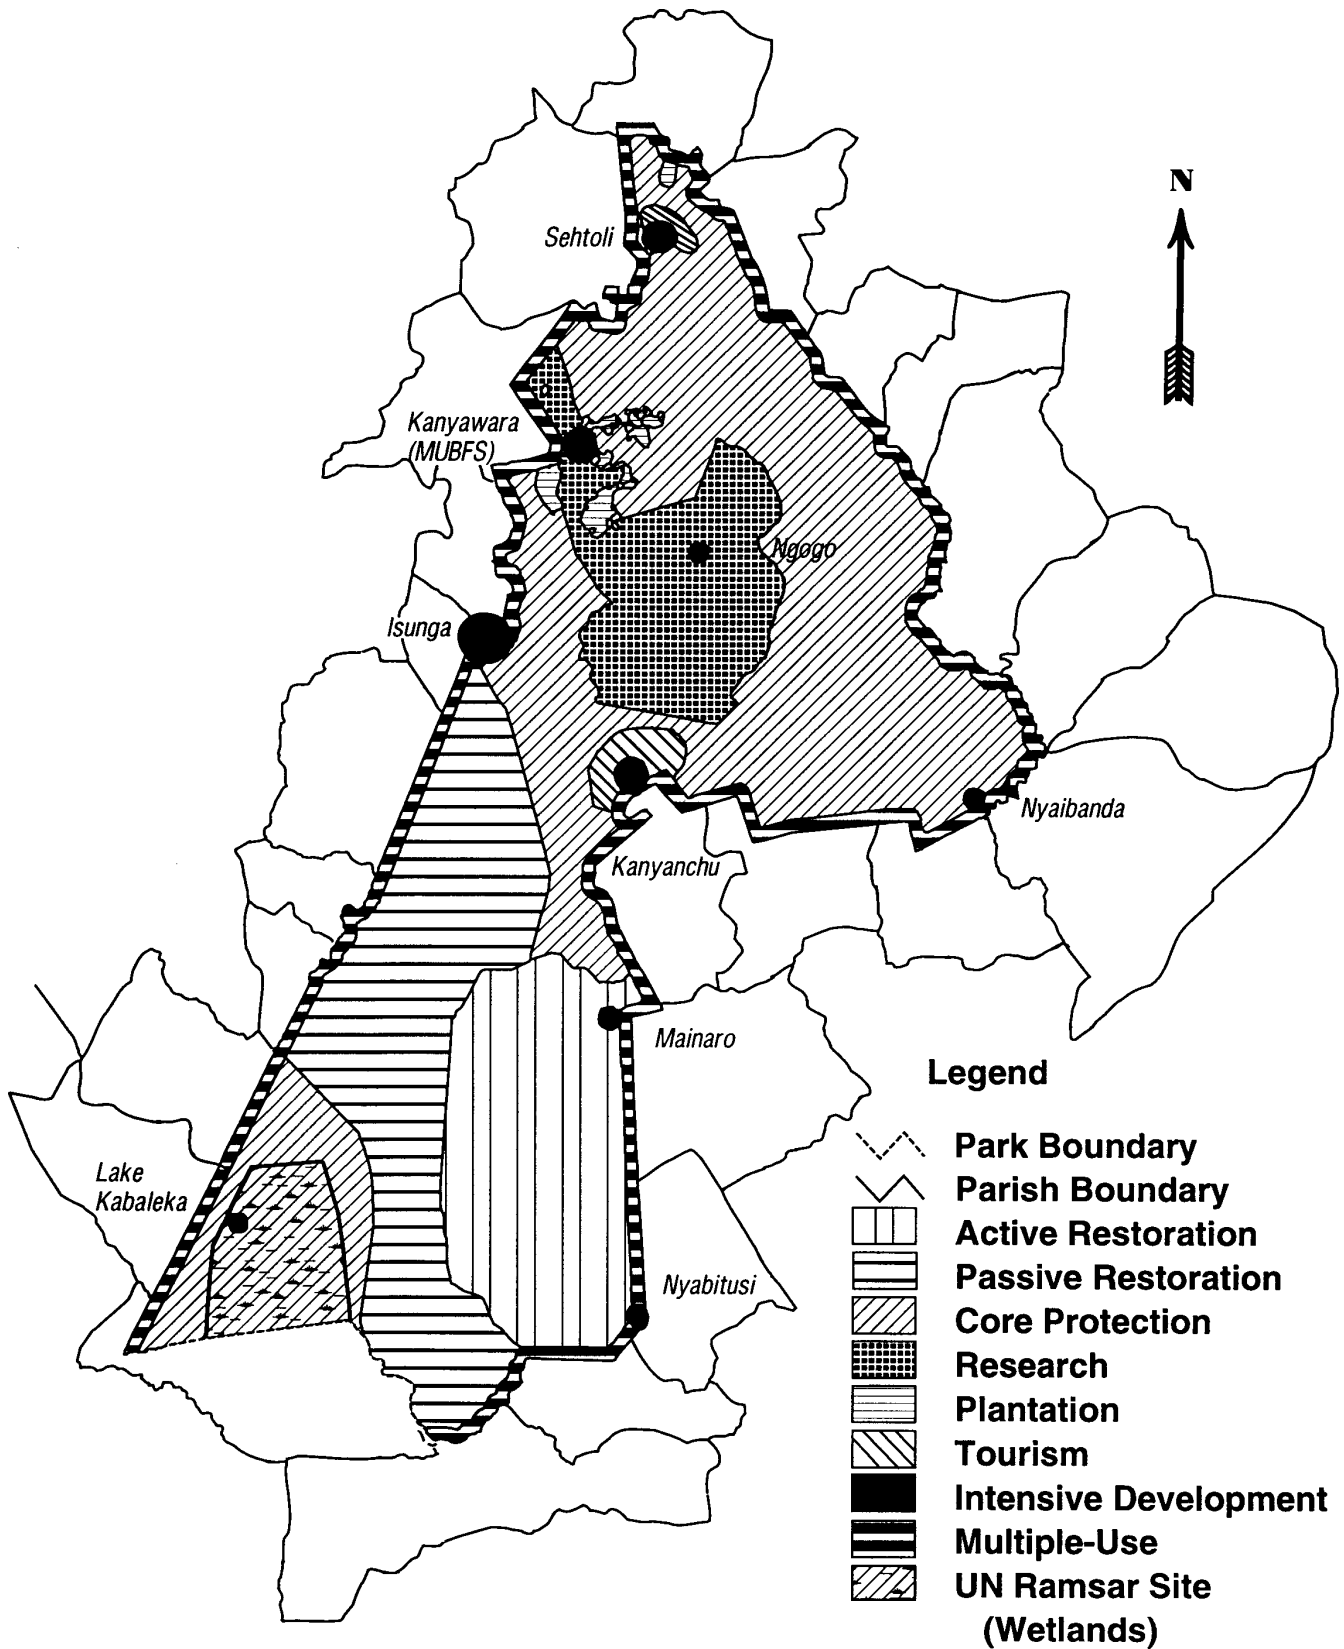 N
Sehtoli
Kanyawara
(MUBFS)
Ngogo
Isunga
Nyaibanda
Kanyanchu
Mainaro
Lake
Kabaleka
Nyabitusi
Legend
Park Boundary
Parish Boundary
Active Restoration
Passive Restoration
Core Protection
Research
Plantation
Tourism
Intensive Development
Multiple-Use
UN Ramsar Site
(Wetlands)